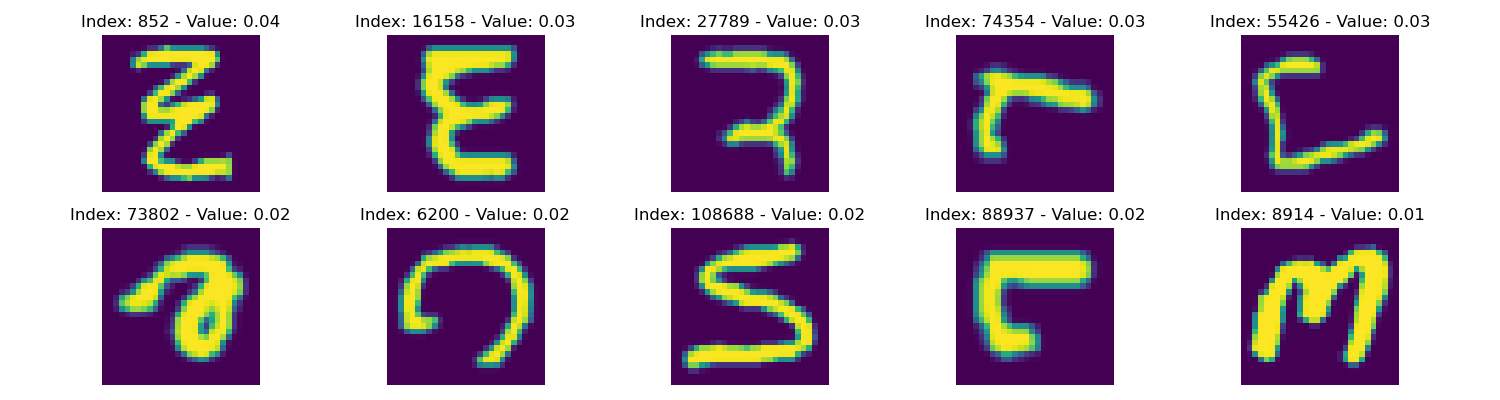 Index: 852 - Value: 0.04 Index: 16158 - Value: 0.03 Index: 27789 - Value: 0.03 Index: 74354 - Value: 0.03 Index: 55426 - Value: 0.03
E E r
Index: 73802 - Value: 0.02 Index: 6200 - Value: 0.02 Index: 108688 - Value: 0.02 Index: 88937 - Value: 0.02 Index: 8914 - Value: 0.01
S m